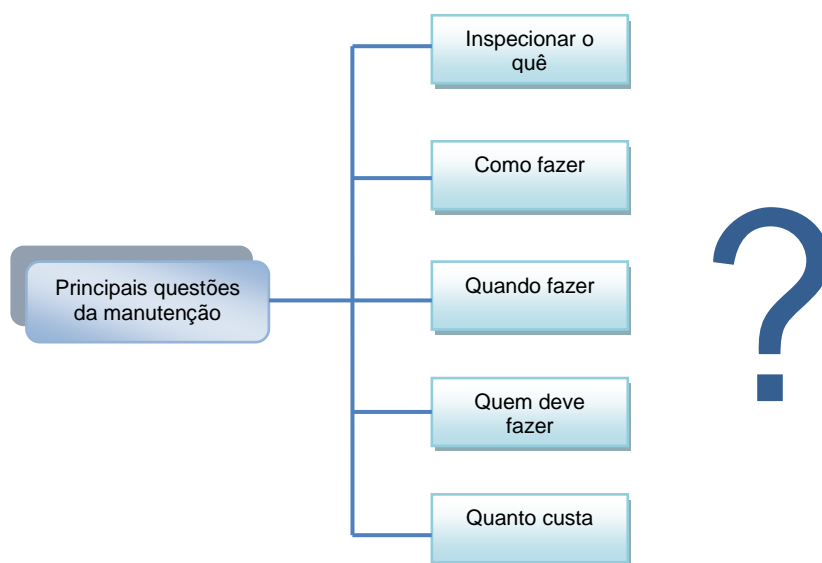 Inspecionar o
quê
Como fazer
Principais questões
da manutenção
Quando fazer
Quem deve
fazer
Quanto custa
?